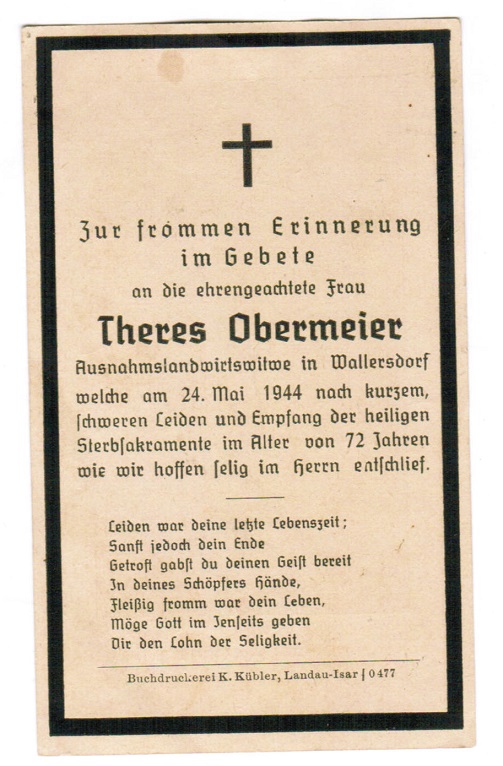 Zur frommen Erinnerung
im Gebete
an die ehrengeachtete Frau
Theres Obermeier
Ausnahmslandwirtswitwe in Wallersdorf
welche am 24. Mai 1944 nach kurzem,
schweren Leiden und Empfang der heiligen
Sterbsakramente im Alter von 72 Jahren
wie wir hoffen selig im Herrn entschlief.
Leiden war deine letzte Lebenszeit;
Sanft jedoch dein Ende
Getrost gabst du deinen Geist bereit
In deines Schöpfers Hände,
Fleißig fromm war dein Leben,
Möge Gott im Jenseits geben
Dir den Lohn der Seligkeit.
Buchdruckerei K. Kübler, Landau-Isar / 0477